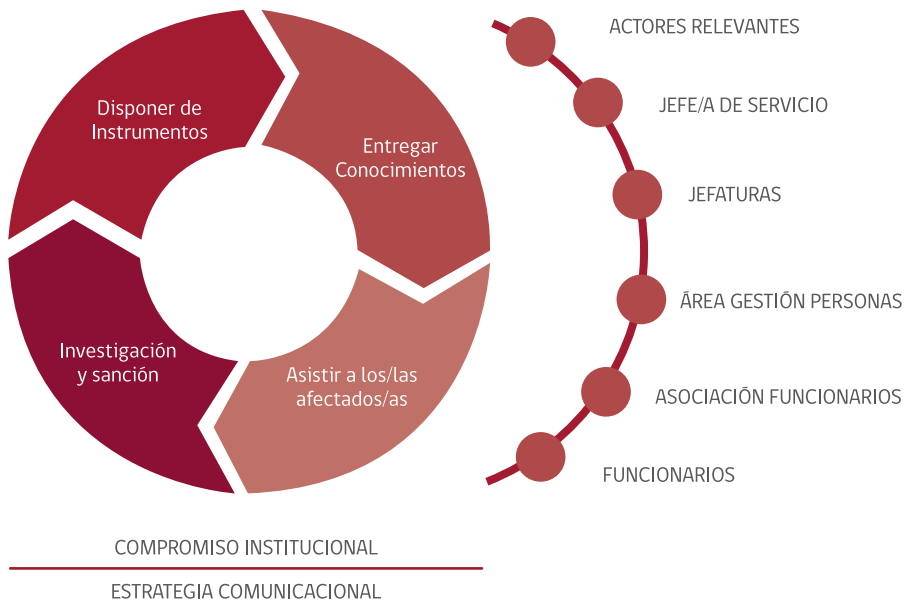 Disponer de
Instrumentos
Entregar
Conocimientos
Investigación
y sanción
Asistir a los/las
afectados/as
ACTORES RELEVANTES
JEFE/A DE SERVICIO
JEFATURAS
ÁREA GESTIÓN PERSONAS
ASOCIACIÓN FUNCIONARIOS
FUNCIONARIOS
COMPROMISO INSTITUCIONAL
ESTRATEGIA COMUNICACIONAL